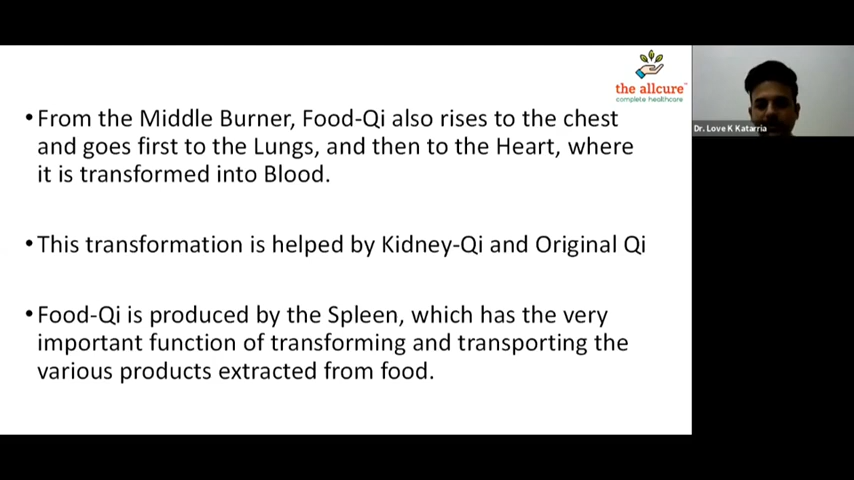 the allcure
complete healthcare
•From the Middle Burner, Food-Qi also rises to the chest
and goes first to the Lungs, and then to the Heart, where
it is transformed into Blood.
•This transformation is helped by Kidney-Qi and Original Qi
•Food-Qi is produced by the Spleen, which has the very
important function of transforming and transporting the
various products extracted from food.
Dr. Love K Katarria